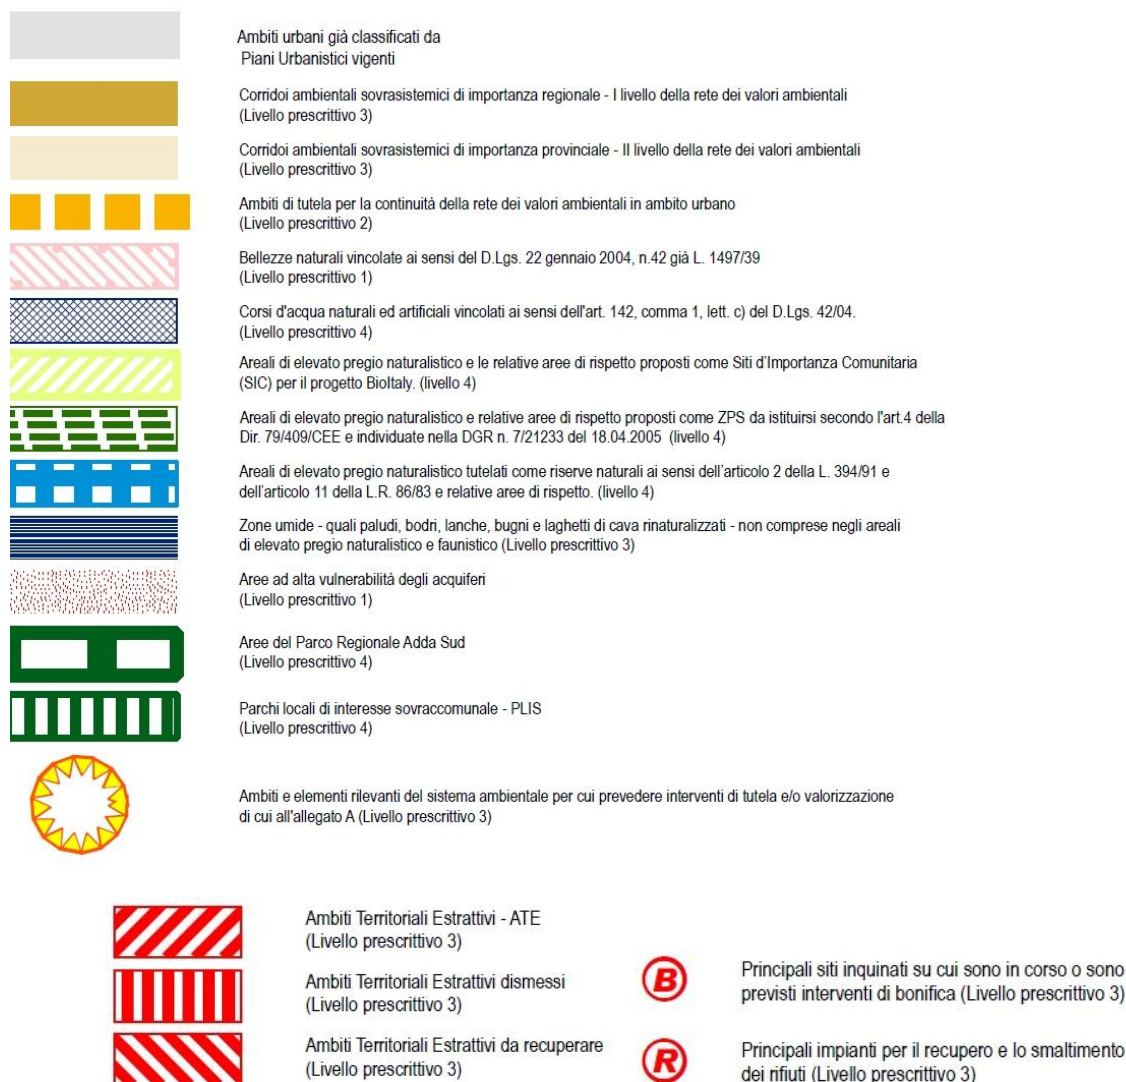 Ambiti urbani già classificati da
Piani Urbanistici vigenti
Corridoi ambientali sovrasistemici di importanza regionale - I livello della rete dei valori ambientali
(Livello prescrittivo 3)
Corridoi ambientali sovrasistemici di importanza provinciale - II livello della rete dei valori ambientali
(Livello prescrittivo 3)
Ambiti di tutela per la continuità della rete dei valori ambientali in ambito urbano
(Livello prescrittivo 2)
Bellezze naturali vincolate ai sensi del D.Lgs. 22 gennaio 2004, n.42 già L. 1497/39
(Livello prescrittivo 1)
Corsi d'acqua naturali ed artificiali vincolati ai sensi dell'art. 142, comma 1, lett. c) del D.Lgs. 42/04.
(Livello prescrittivo 4)
Areali di elevato pregio naturalistico e le relative aree di rispetto proposti come Siti d'Importanza Comunitaria
(SIC) per il progetto BioItaly. (livello 4)
Areali di elevato pregio naturalistico e relative aree di rispetto proposti come ZPS da istituirsi secondo l'art.4 della
Dir. 79/409/CEE e individuate nella DGR n. 7/21233 del 18.04.2005 (livello 4)
Areali di elevato pregio naturalistico tutelati come riserve naturali ai sensi dell'articolo 2 della L. 394/91 e
dell'articolo 11 della L.R. 86/83 e relative aree di rispetto. (livello 4)
Zone umide - quali paludi, bodri, lanche, bugni e laghetti di cava rinaturalizzati - non comprese negli areali
di elevato pregio naturalistico e faunistico (Livello prescrittivo 3)
Aree ad alta vulnerabilità degli acquiferi
(Livello prescrittivo 1)
Aree del Parco Regionale Adda Sud
(Livello prescrittivo 4)
Parchi locali di interesse sovraccomunale - PLIS
(Livello prescrittivo 4)
Ambiti e elementi rilevanti del sistema ambientale per cui prevedere interventi di tutela e/o valorizzazione
di cui all'allegato A (Livello prescrittivo 3)
Ambiti Territoriali Estrattivi - ATE
(Livello prescrittivo 3)
Ambiti Territoriali Estrattivi dismessi
(Livello prescrittivo 3)
Ambiti Territoriali Estrattivi da recuperare
(Livello prescrittivo 3)
B
Principali siti inquinati su cui sono in corso o sono
previsti interventi di bonifica (Livello prescrittivo 3)
R
Principali impianti per il recupero e lo smaltimento
dei rifiuti (Livello prescrittivo 3)